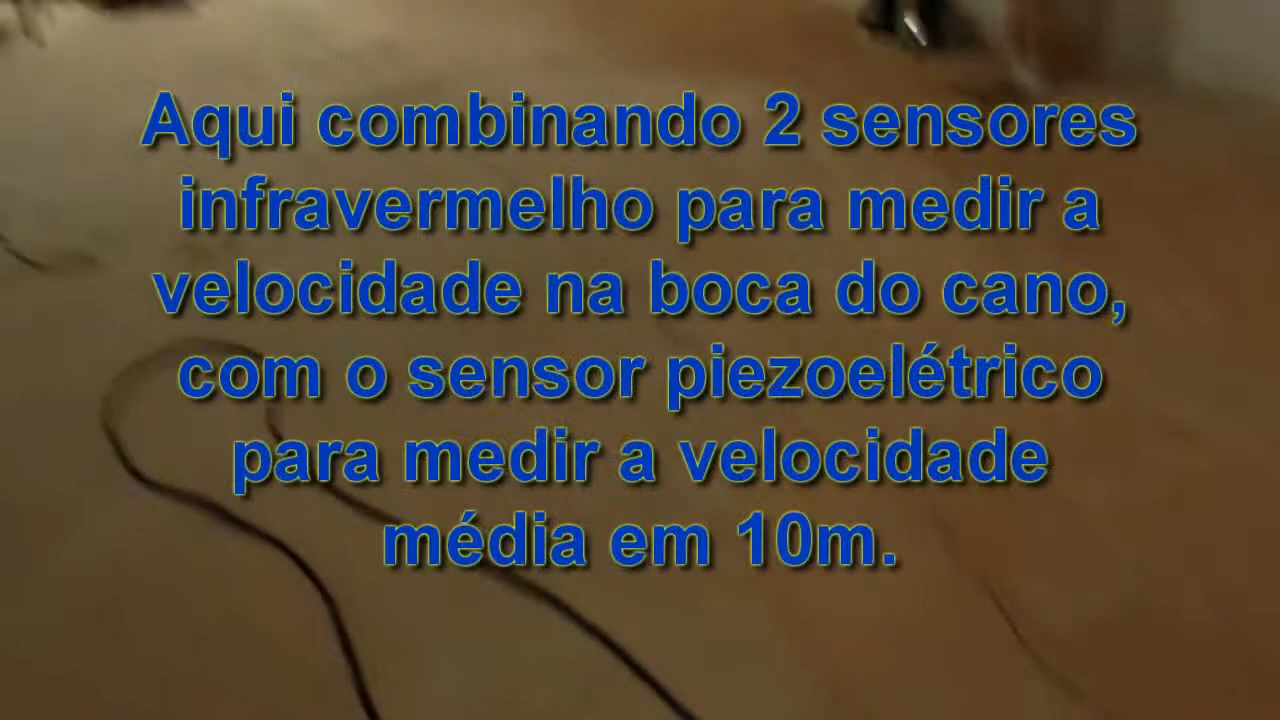 Aqui combinando 2 sensores
infravermelho para medir a
velocidade na boca do cano,
com o sensor piezoelétrico
para medir a velocidade
média em 10m.